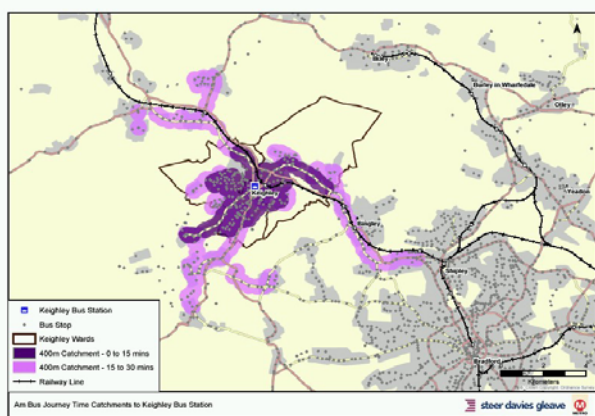 Ilkley
Burley in Wharfedale
Otley
Yeadon
Keighley
Bingley
Shipley
Bradford
Keighley Bus Station
Bus Stop
Keighley Wards
400m Catchment - 0 to 15 mins
400m Catchment - 15 to 30 mins
Railway Line
Kilometers
Am Bus Journey Time Catchments to Keighley Bus Station
steer davies gleave